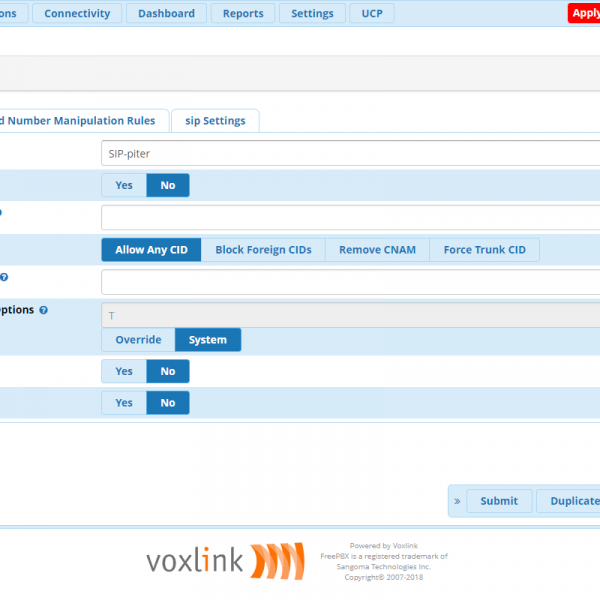 ons Connectivity Dashboard Reports Settings UCP Apply
d Number Manipulation Rules sip Settings
SIP-piter
Yes No
Allow Any CID Block Foreign CIDs Remove CNAM Force Trunk CID
Options T
Override System
Yes No
Yes No
» Submit Duplicate
voxlink
Powered by Voxlink
FreePBX is a registered trademark of
Sangoma Technologies Inc.
Copyright© 2007-2018